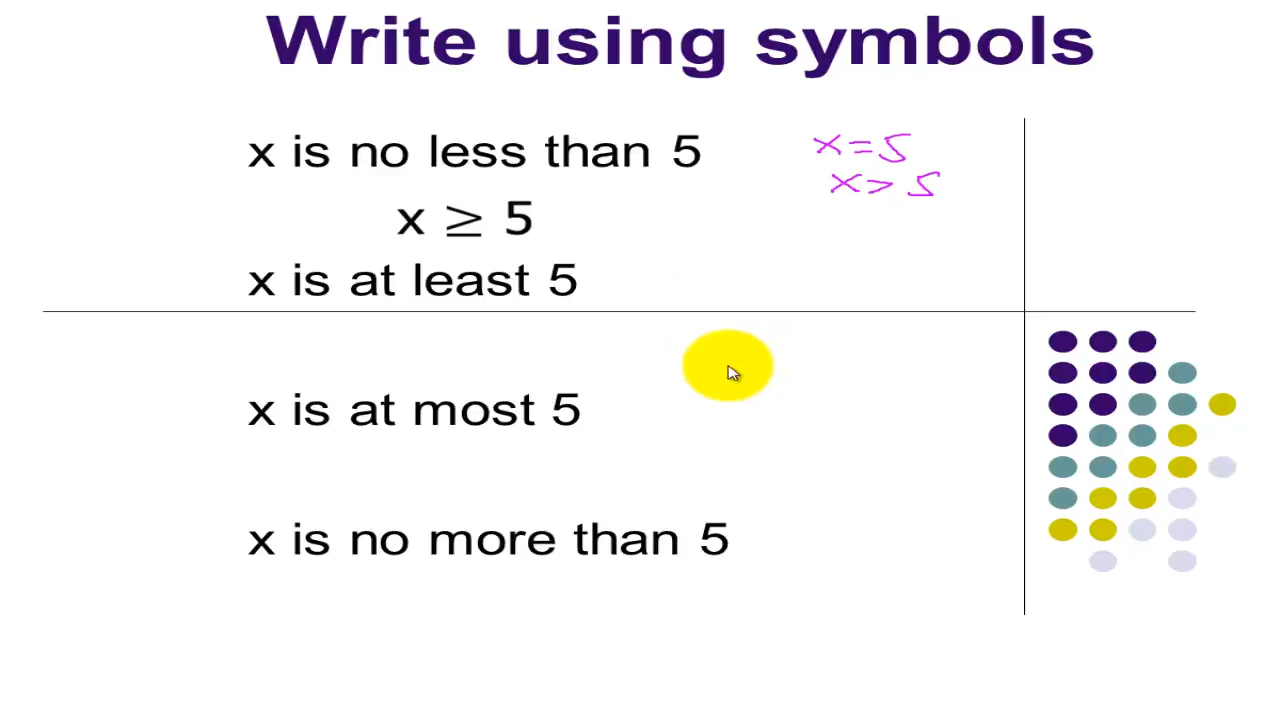 Write using symbols
x is no less than 5
x = 5
x > 5
x ≥ 5
x is at least 5
x is at most 5
x is no more than 5